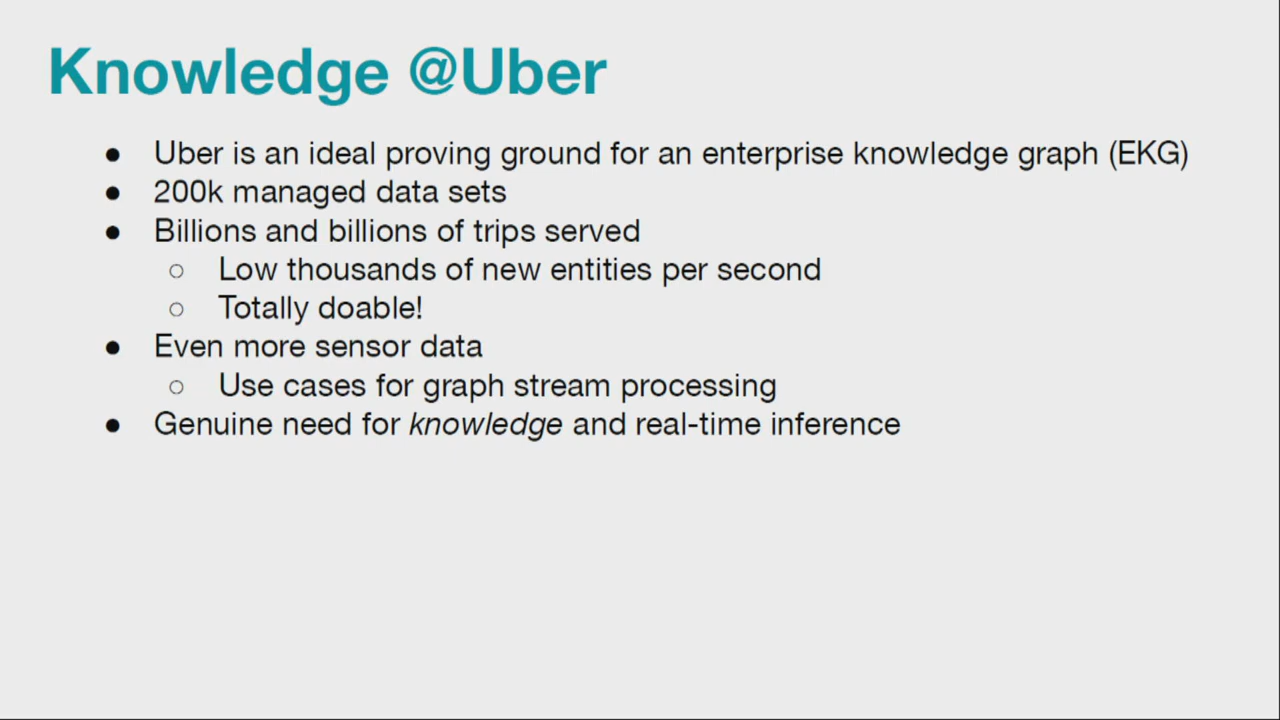 Knowledge @Uber
● Uber is an ideal proving ground for an enterprise knowledge graph (EKG)
● 200k managed data sets
● Billions and billions of trips served
○ Low thousands of new entities per second
○ Totally doable!
● Even more sensor data
○ Use cases for graph stream processing
● Genuine need for knowledge and real-time inference